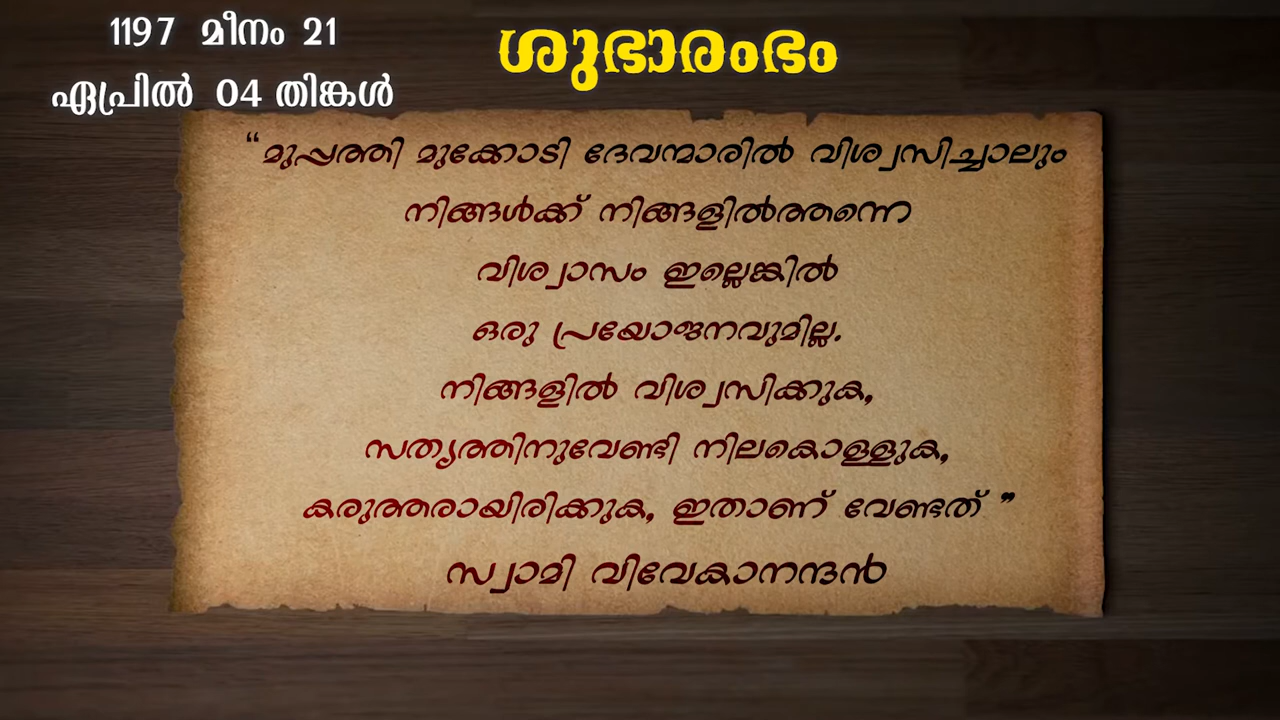 1197 മീനം 21
ഏപ്രിൽ 04 തിങ്കൾ
ശുഭാരംഭം
“മുപ്പത്തി മുക്കോടി ദേവന്മാരിൽ വിശ്വസിച്ചാലും
നിങ്ങൾക്ക് നിങ്ങളിൽത്തന്നെ
വിശ്വാസം ഇല്ലെങ്കിൽ
ഒരു പ്രയോജനവുമില്ല.
നിങ്ങളിൽ വിശ്വസിക്കുക,
സത്യത്തിനുവേണ്ടി നിലകൊള്ളുക,
കരുത്തരായിരിക്കുക, ഇതാണ് വേണ്ടത് ”
സ്വാമി വിവേകാനന്ദൻ